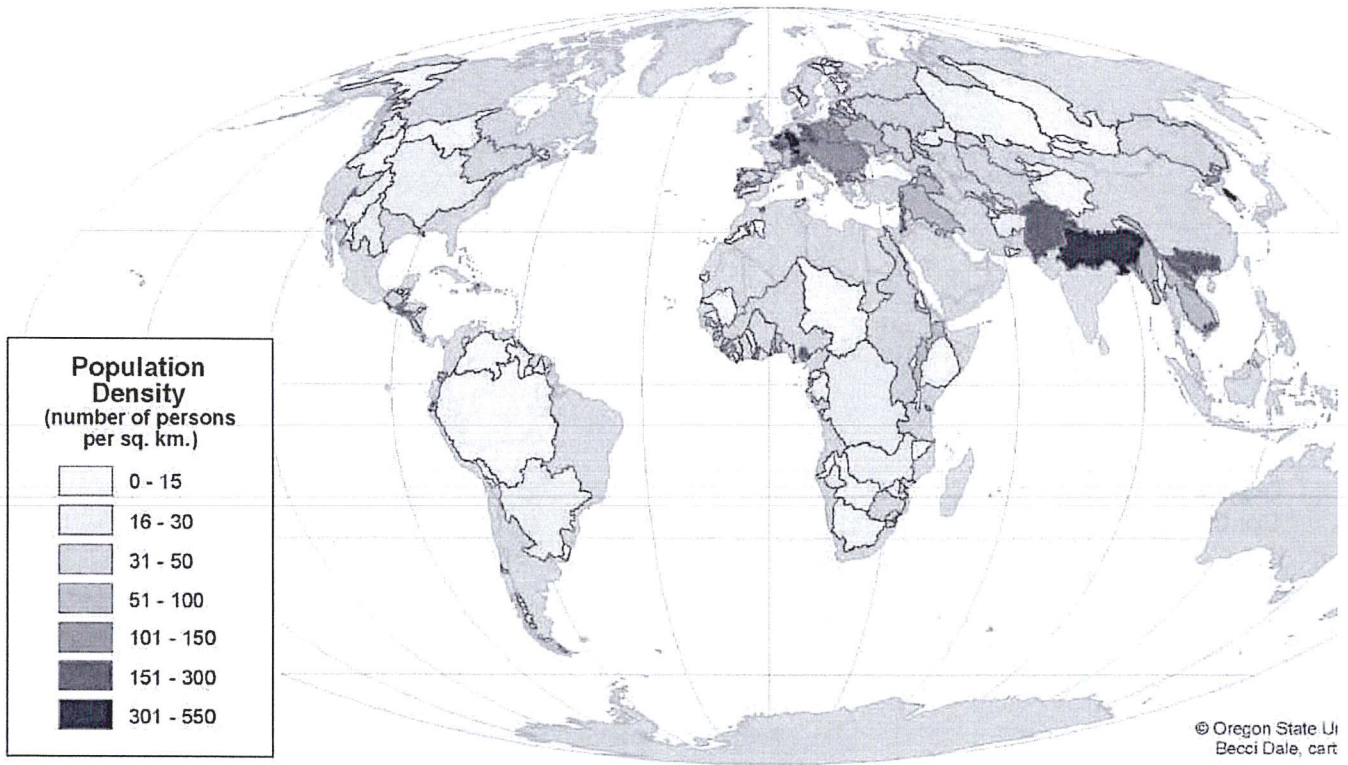 Population
Density
(number of persons
per sq. km.)
0 - 15
16 - 30
31 - 50
51 - 100
101 - 150
151 - 300
301 - 550
© Oregon State U
Becci Dale, cart